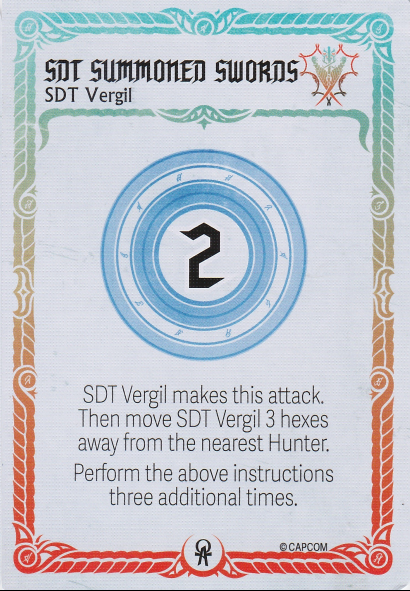 SDT SUMMONED SWORDS
SDT Vergil
2
SDT Vergil makes this attack.
Then move SDT Vergil 3 hexes
away from the nearest Hunter.
Perform the above instructions
three additional times.
© CAPCOM